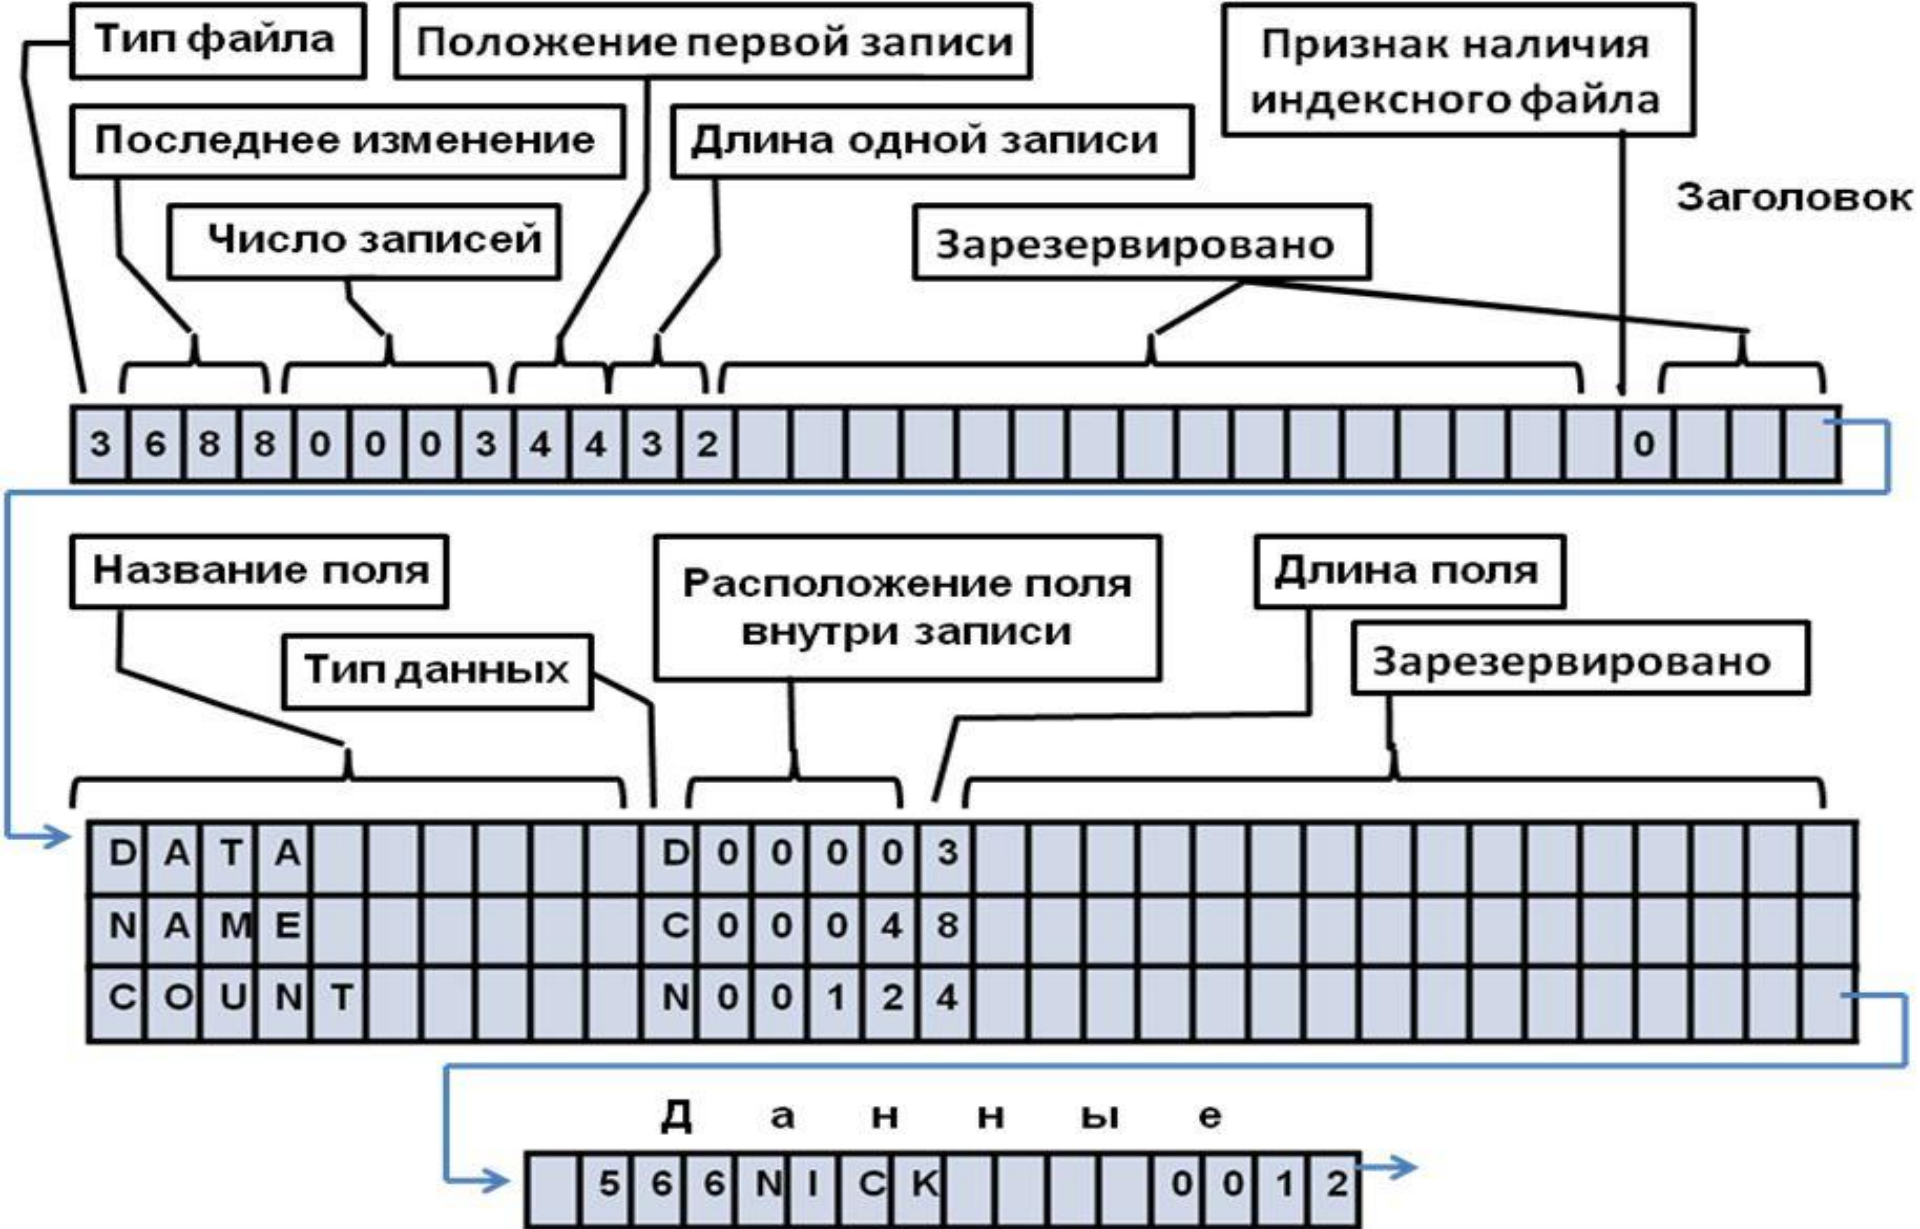 Тип файла
Положение первой записи
Признак наличия
индексного файла
Последнее изменение
Длина одной записи
Заголовок
Число записей
Зарезервировано
3 6 8 8 0 0 0 3 4 4 3 2 0
Название поля
Расположение поля
внутри записи
Длина поля
Тип данных
Зарезервировано
D A T A D 0 0 0 0 3
N A M E C 0 0 0 4 8
C O U N T N 0 0 1 2 4
Д а н н ы е
5 6 6 N I C K 0 0 1 2